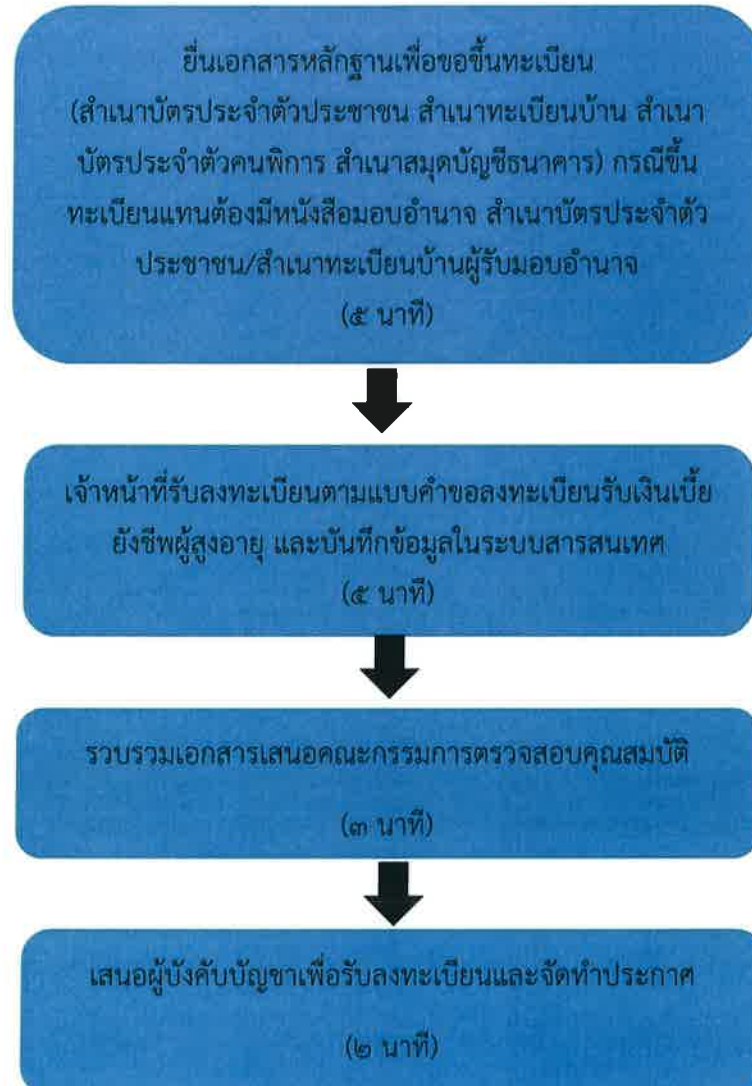 ยื่นเอกสารหลักฐานเพื่อขอขึ้นทะเบียน
(สำเนาบัตรประจำตัวประชาชน สำเนาทะเบียนบ้าน สำเนา
บัตรประจำตัวคนพิการ สำเนาสมุดบัญชีธนาคาร) กรณีขึ้น
ทะเบียนแทนต้องมีหนังสือมอบอำนาจ สำเนาบัตรประจำตัว
ประชาชน/สำเนาทะเบียนบ้านผู้รับมอบอำนาจ
(๕ นาที)
เจ้าหน้าที่รับลงทะเบียนตามแบบคำขอลงทะเบียนรับเงินเบี้ย
ยังชีพผู้สูงอายุ และบันทึกข้อมูลในระบบสารสนเทศ
(๕ นาที)
รวบรวมเอกสารเสนอคณะกรรมการตรวจสอบคุณสมบัติ
(๓ นาที)
เสนอผู้บังคับบัญชาเพื่อรับลงทะเบียนและจัดทำประกาศ
(๒ นาที)